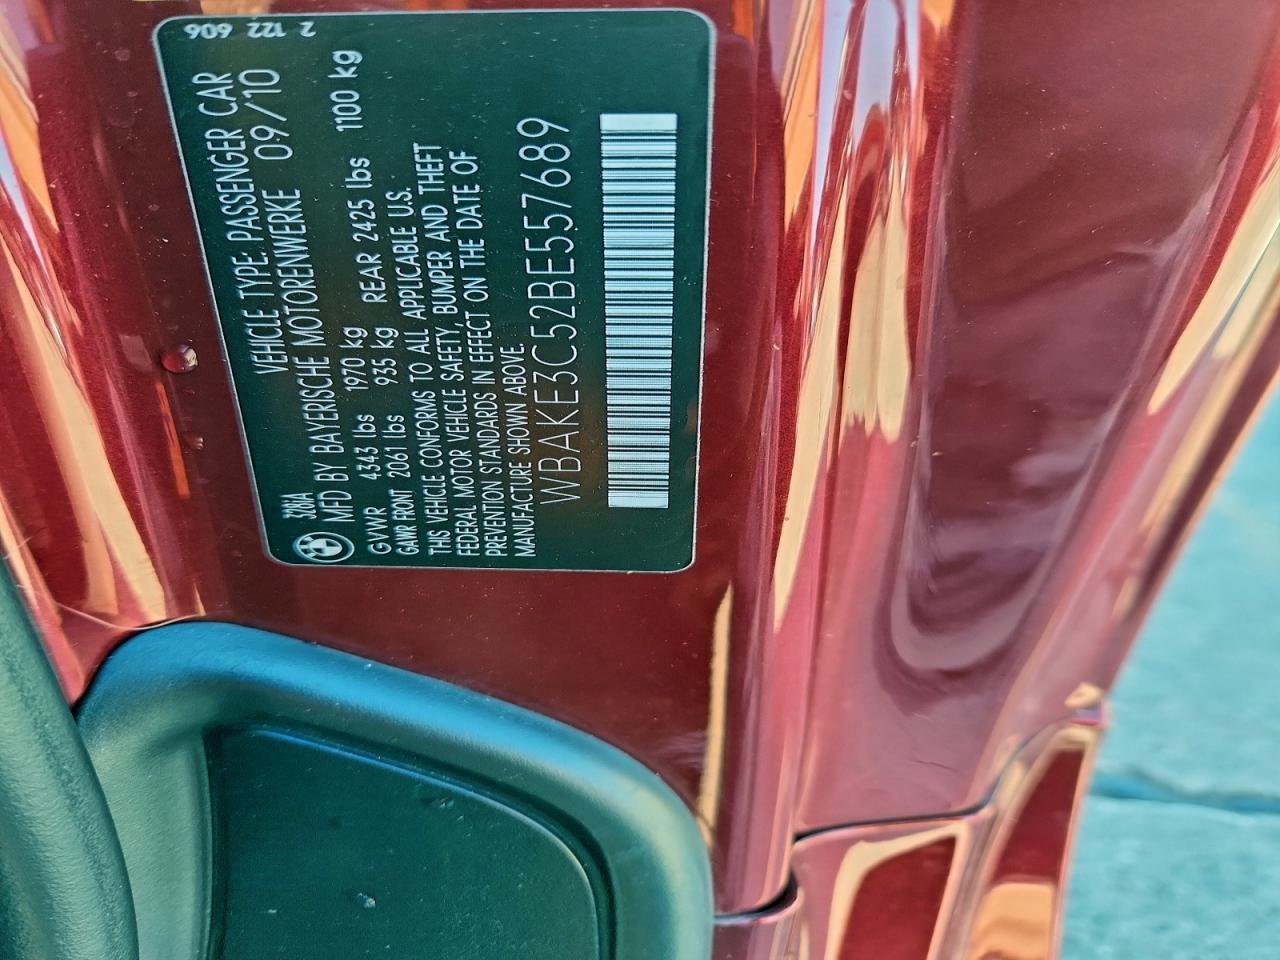 2 122 606
VEHICLE TYPE: PASSENGER CAR
328iA
MFD BY BAYERISCHE MOTORENWERKE 09/10
GVWR 4343 lbs 1970 kg
GAWR FRONT 2061 lbs 935 kg REAR 2425 lbs 1100 kg
THIS VEHICLE CONFORMS TO ALL APPLICABLE U.S.
FEDERAL MOTOR VEHICLE SAFETY, BUMPER AND THEFT
PREVENTION STANDARDS IN EFFECT ON THE DATE OF
MANUFACTURE SHOWN ABOVE.
WBAKE3C52BE557689